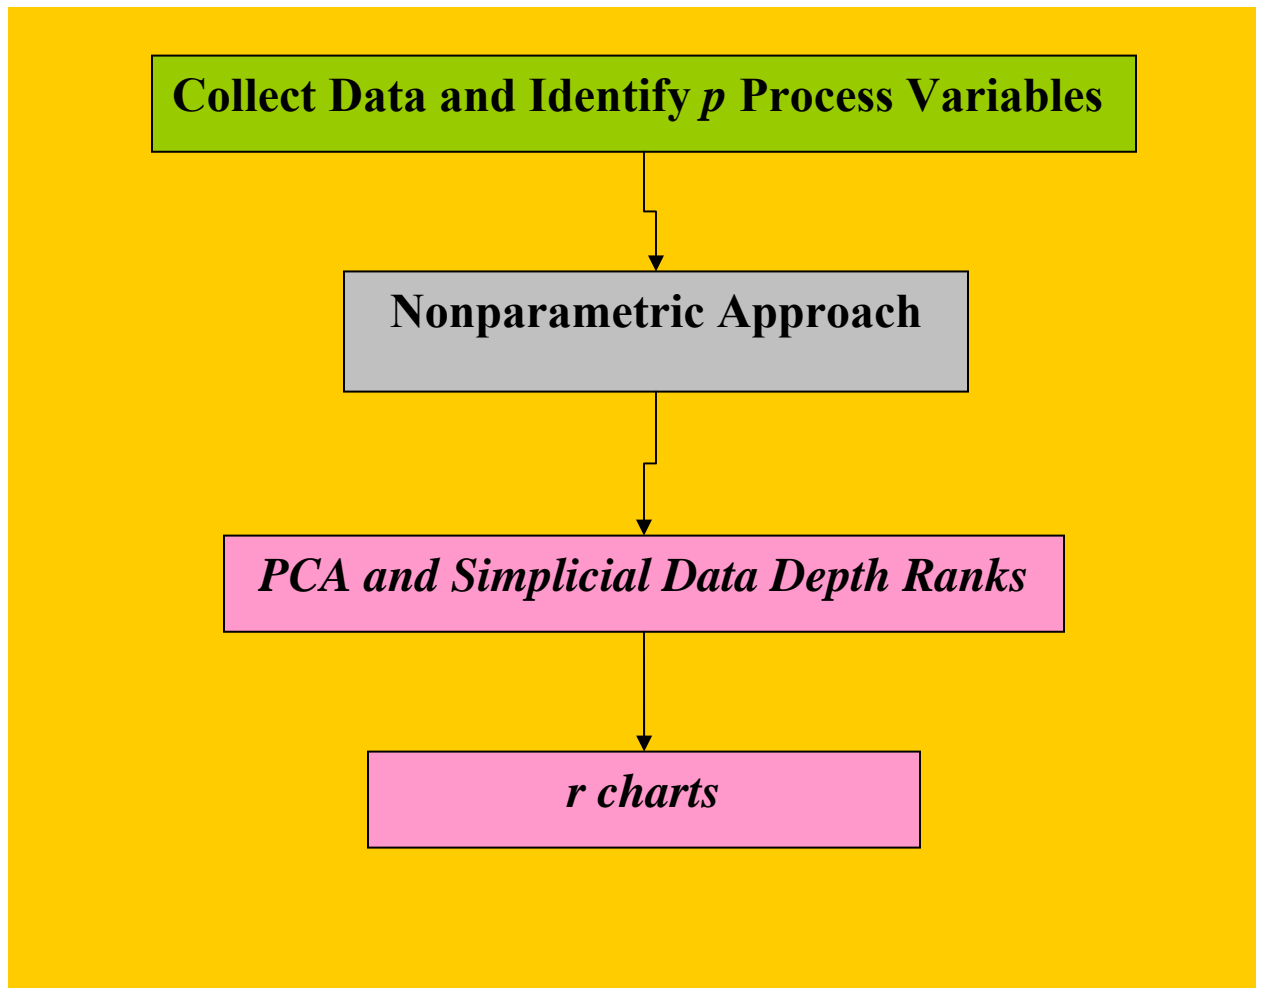 Collect Data and Identify p Process Variables
Nonparametric Approach
PCA and Simplicial Data Depth Ranks
r charts